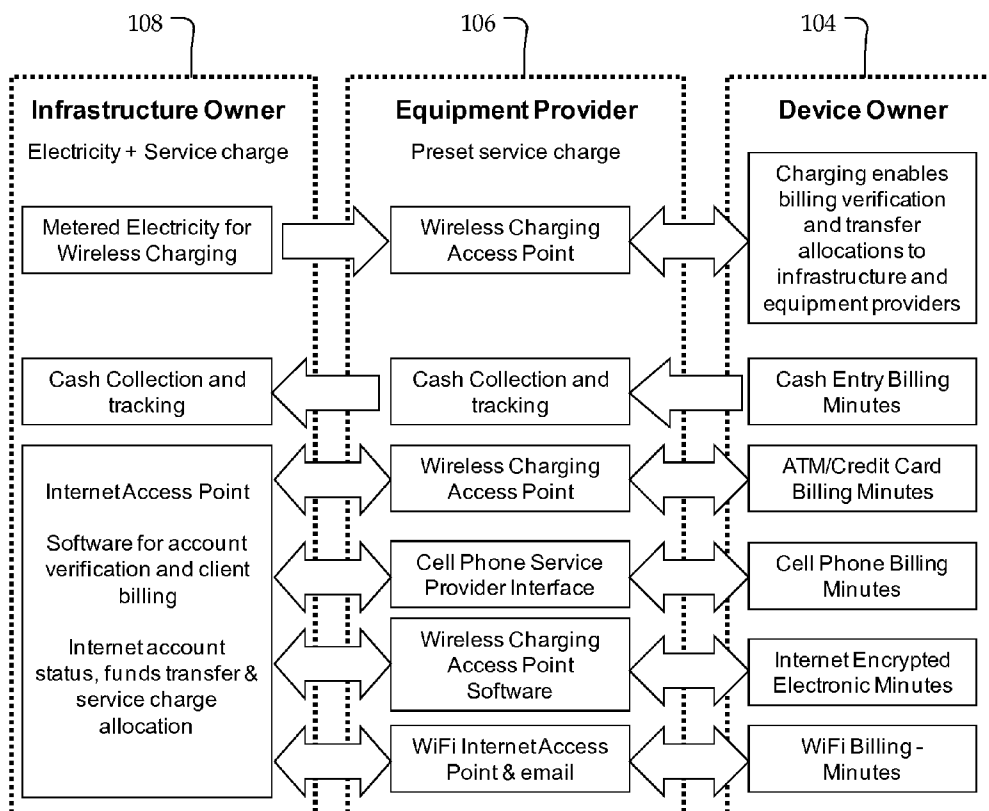 108
106
104
Infrastructure Owner
Electricity + Service charge
Equipment Provider
Preset service charge
Device Owner
Metered Electricity for
Wireless Charging
Wireless Charging
Access Point
Charging enables
billing verification
and transfer
allocations to
infrastructure and
equipment providers
Cash Collection and
tracking
Cash Collection and
tracking
Cash Entry Billing
Minutes
Internet Access Point
Software for account
verification and client
billing
Internet account
status, funds transfer &
service charge
allocation
Wireless Charging
Access Point
ATM/Credit Card
Billing Minutes
Cell Phone Service
Provider Interface
Cell Phone Billing
Minutes
Wireless Charging
Access Point
Software
Internet Encrypted
Electronic Minutes
WiFi Internet Access
Point & email
WiFi Billing -
Minutes